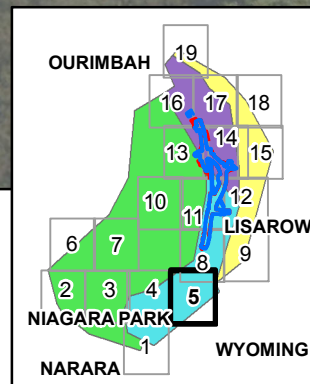 19
OURIMBAH
16 17 18
13 14 15
10 11 12
LISAROW
6 7 8 9
2 3 4 5
NIAGARA PARK
1
WYOMING
NARARA